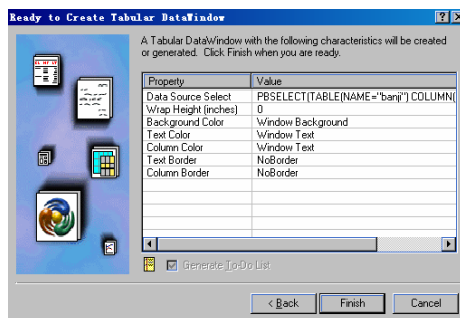 Ready to Create Tabular DataWindow
A Tabular DataWindow with the following characteristics will be created
or generated. Click Finish when you are ready.
Property Value
Data Source Select PBSELECT(TABLE(NAME="banji") COLUMN(
Wrap Height (inches) 0
Background Color Window Background
Text Color Window Text
Column Color Window Text
Text Border NoBorder
Column Border NoBorder
Generate To-Do List
< Back Finish Cancel